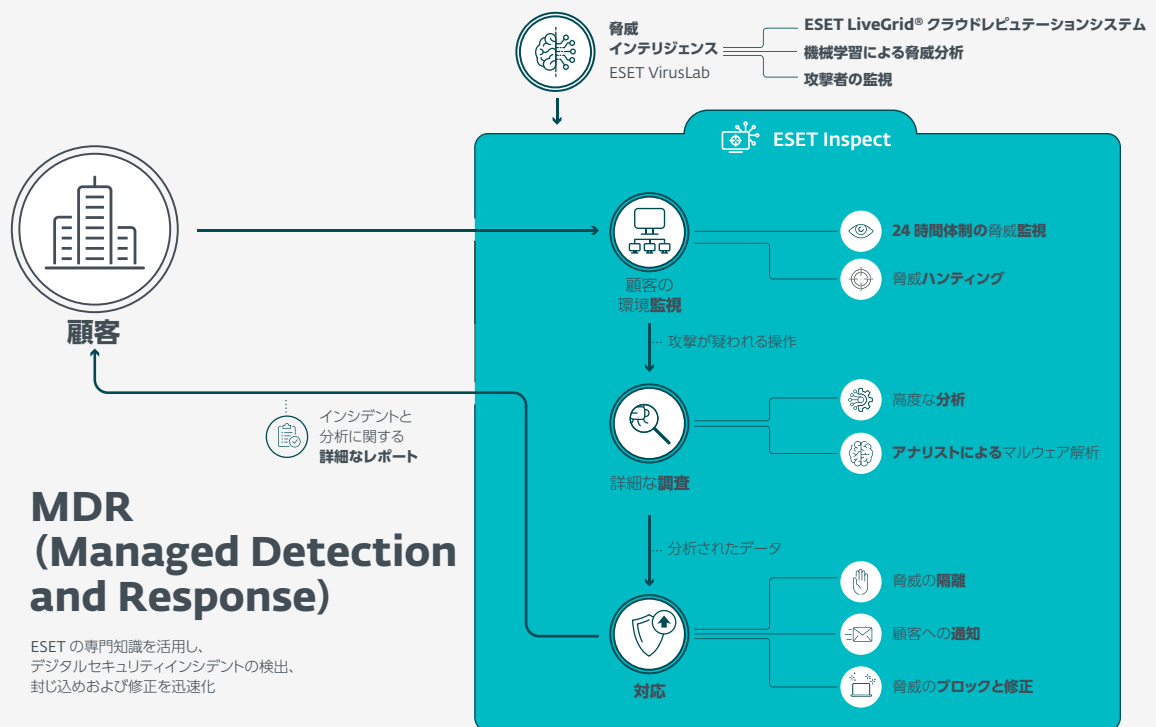 脅威
インテリジェンス
ESET VirusLab
ESET LiveGrid® クラウドレピュテーションシステム
機械学習による脅威分析
攻撃者の監視
ESET Inspect
顧客
顧客の
環境監視
24 時間体制の脅威監視
脅威ハンティング
... 攻撃が疑われる操作
詳細な調査
高度な分析
アナリストによるマルウェア解析
インシデントと
分析に関する
詳細なレポート
... 分析されたデータ
対応
脅威の隔離
顧客への通知
脅威のブロックと修正
MDR
(Managed Detection
and Response)
ESET の専門知識を活用し、
デジタルセキュリティインシデントの検出、
封じ込めおよび修正を迅速化